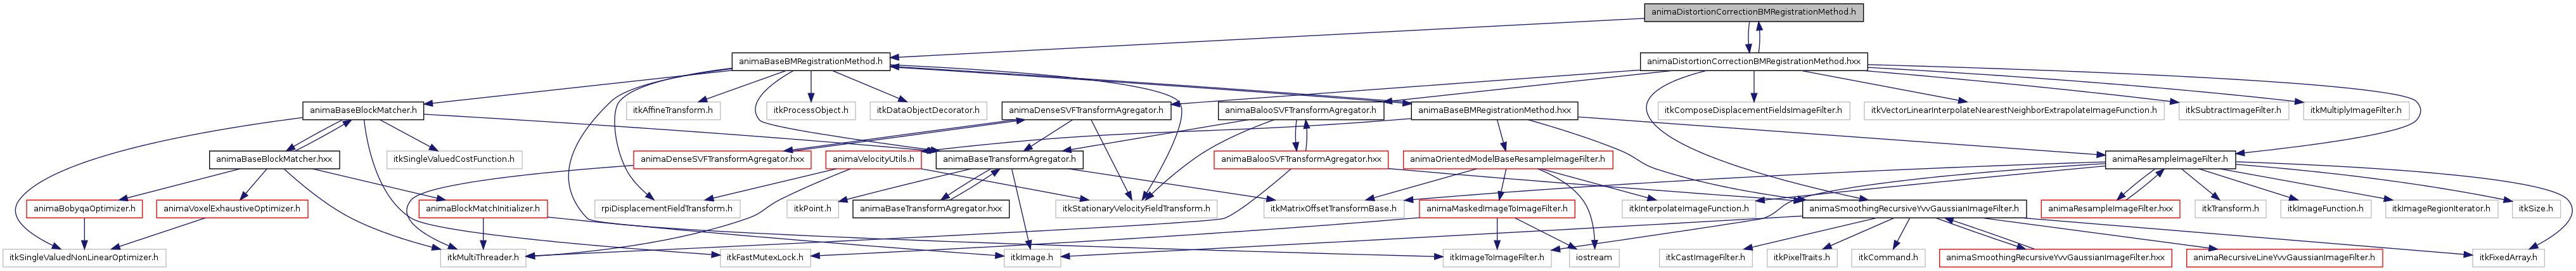 animaDistortionCorrectionBMRegistrationMethod.h
animaBaseBMRegistrationMethod.h
animaDistortionCorrectionBMRegistrationMethod.hxx
animaBaseBlockMatcher.h
itkAffineTransform.h
itkProcessObject.h
itkDataObjectDecorator.h
animaDenseSVFTransformAgregator.h
animaBalooSVFTransformAgregator.h
animaBaseBMRegistrationMethod.hxx
itkComposeDisplacementFieldsImageFilter.h
itkVectorLinearInterpolateNearestNeighborExtrapolateImageFunction.h
itkSubtractImageFilter.h
itkMultiplyImageFilter.h
animaBaseBlockMatcher.hxx
itkSingleValuedCostFunction.h
animaDenseSVFTransformAgregator.hxx
animaVelocityUtils.h
animaBaseTransformAgregator.h
animaBalooSVFTransformAgregator.hxx
animaOrientedModelBaseResampleImageFilter.h
animaResampleImageFilter.h
animaBobyqaOptimizer.h
animaVoxelExhaustiveOptimizer.h
animaBlockMatchInitializer.h
rpiDisplacementFieldTransform.h
itkPoint.h
animaBaseTransformAgregator.hxx
itkStationaryVelocityFieldTransform.h
itkMatrixOffsetTransformBase.h
animaMaskedImageToImageFilter.h
itkInterpolateImageFunction.h
animaSmoothingRecursiveYvvGaussianImageFilter.h
animaResampleImageFilter.hxx
itkTransform.h
itkImageFunction.h
itkImageRegionIterator.h
itkSize.h
itkSingleValuedNonLinearOptimizer.h
itkMultiThreader.h
itkFastMutexLock.h
itkImage.h
itkImageToImageFilter.h
iostream
itkCastImageFilter.h
itkPixelTraits.h
itkCommand.h
animaSmoothingRecursiveYvvGaussianImageFilter.hxx
animaRecursiveLineYvvGaussianImageFilter.h
itkFixedArray.h